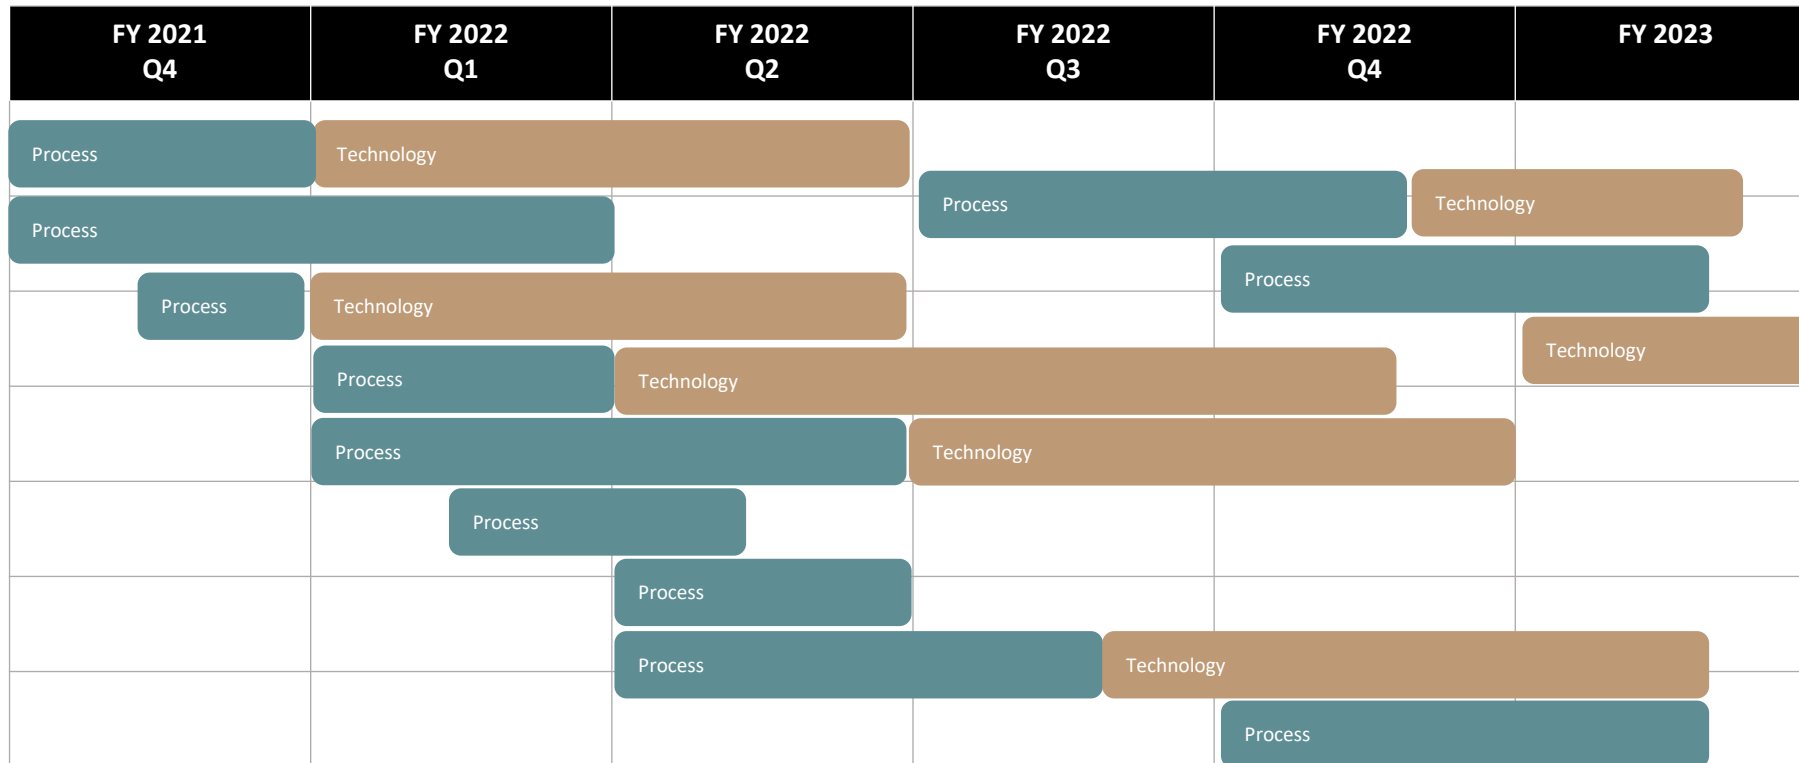 FY 2021
Q4
FY 2022
Q1
FY 2022
Q2
FY 2022
Q3
FY 2022
Q4
FY 2023
Process
Technology
Process
Technology
Process
Process
Process
Technology
Technology
Process
Technology
Process
Technology
Process
Process
Process
Technology
Process